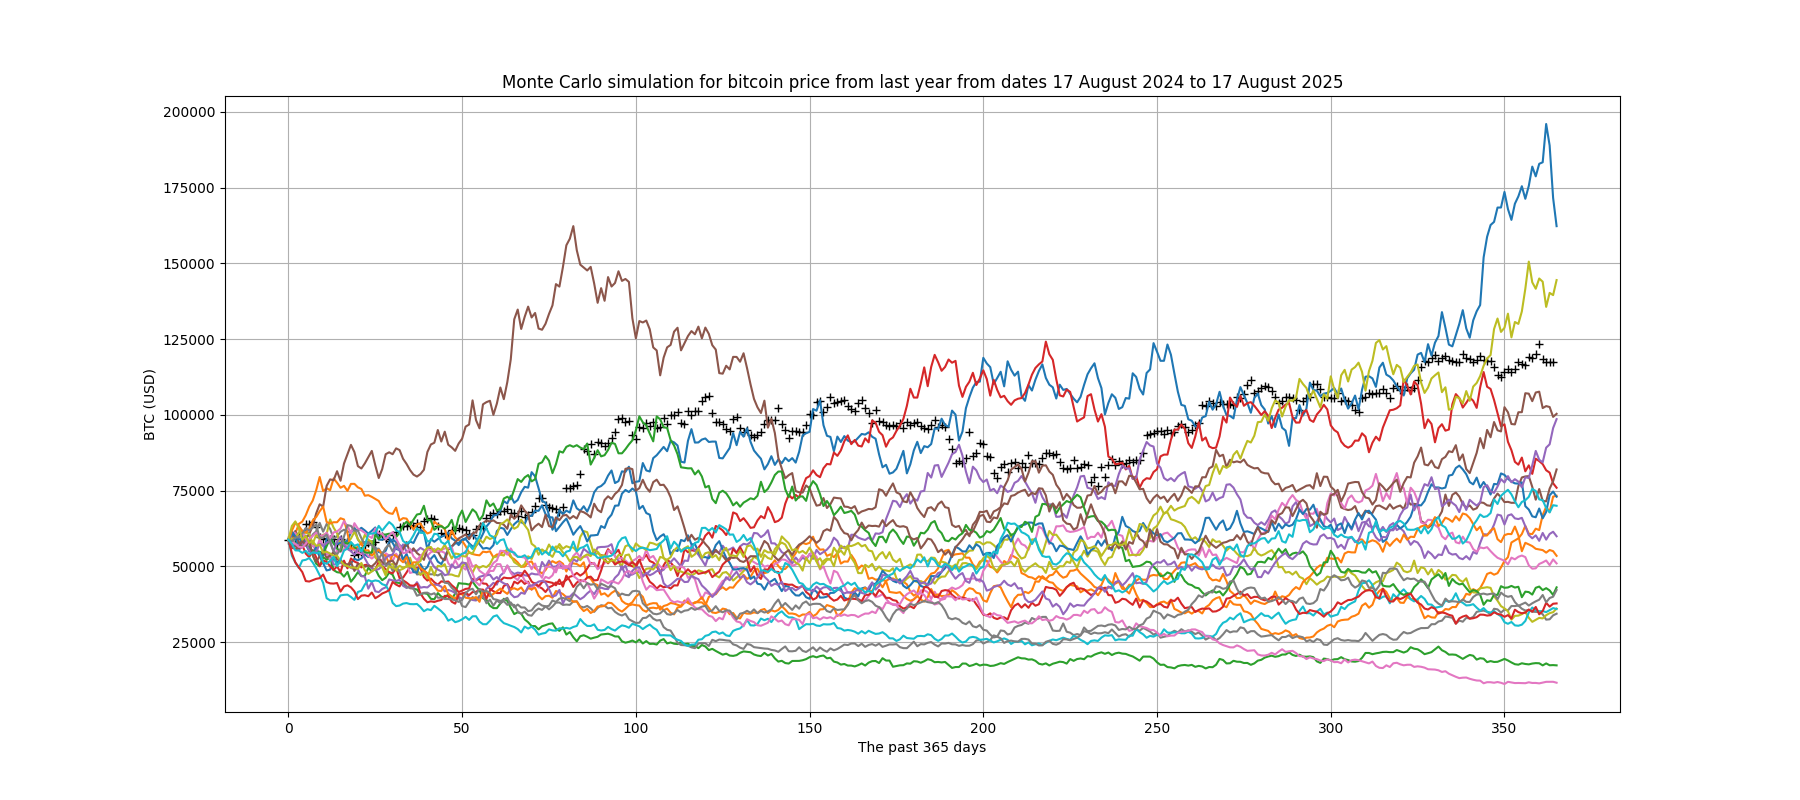 Monte Carlo simulation for bitcoin price from last year from dates 17 August 2024 to 17 August 2025
200000
175000
150000
125000
100000
75000
50000
25000
BTC (USD)
0 50 100 150 200 250 300 350
The past 365 days